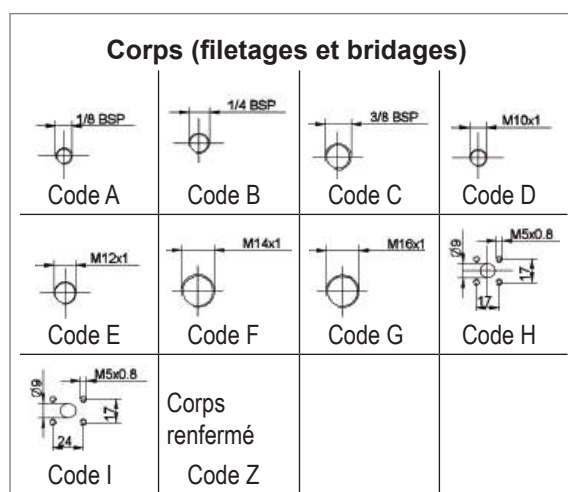 Corps (filetages et bridages)
1/8 BSP
Code A
1/4 BSP
Code B
3/8 BSP
Code C
M10x1
Code D
M12x1
Code E
M14x1
Code F
M16x1
Code G
M5x0.8
Ø9
17
17
Code H
M5x0.8
Ø9
17
24
Code I
Corps
renfermé
Code Z